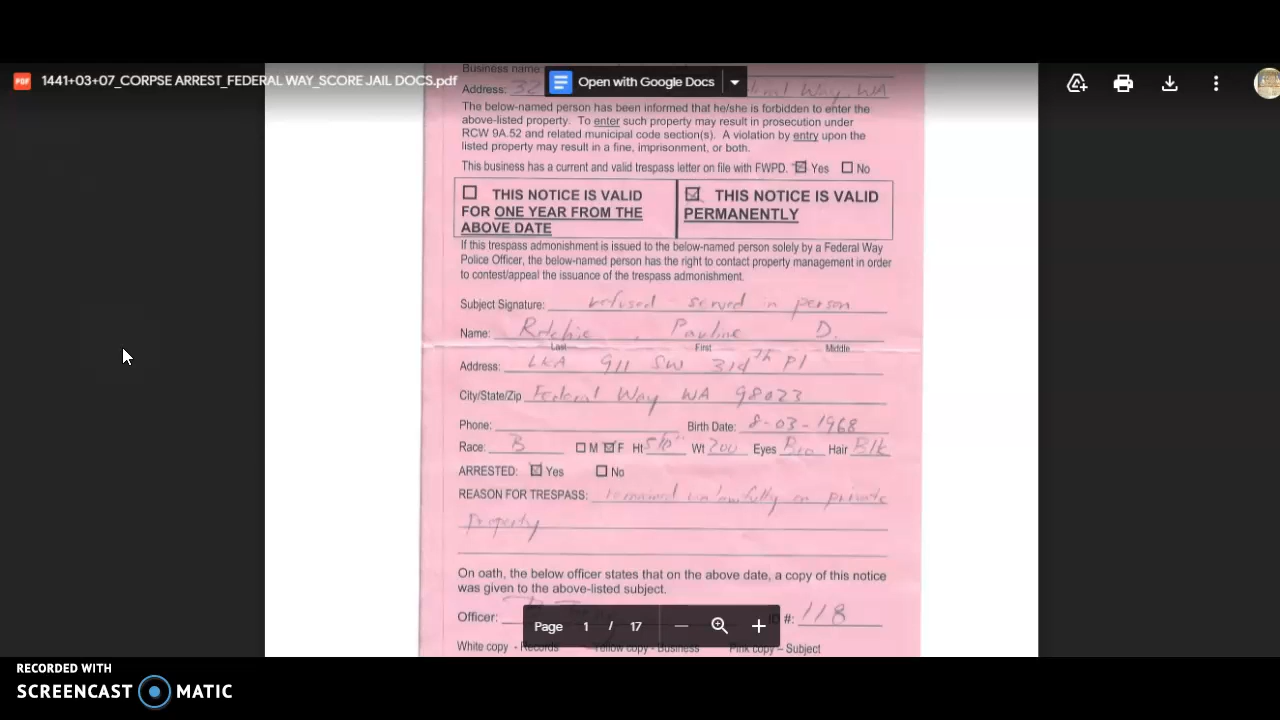 1441+03+07_CORPSE ARREST_FEDERAL WAY_SCORE JAIL DOCS.pdf
Open with Google Docs
Business name:
Address: 32 Way, WA
The below-named person has been informed that he/she is forbidden to enter the
above-listed property. To enter such property may result in prosecution under
RCW 9A.52 and related municipal code section(s). A violation by entry upon the
listed property may result in a fine, imprisonment, or both.
This business has a current and valid trespass letter on file with FWPD. Yes No
THIS NOTICE IS VALID
FOR ONE YEAR FROM THE
ABOVE DATE
THIS NOTICE IS VALID
PERMANENTLY
If this trespass admonishment is issued to the below-named person solely by a Federal Way
Police Officer, the below-named person has the right to contact property management in order
to contest/appeal the issuance of the trespass admonishment.
Subject Signature: refused - served in person
Name: Ritchie, Pauline D.
Last First Middle
Address: LKA 911 SW 31dth Pl
City/State/Zip Federal Way WA 98023
Phone: Birth Date: 8-03-1968
Race: B M F Ht 5/10" Wt 200 Eyes Bro Hair Blk
ARRESTED: Yes No
REASON FOR TRESPASS: remained unlawfully on private
property
On oath, the below officer states that on the above date, a copy of this notice
was given to the above-listed subject.
Officer: ID #: 118
Page 1 / 17
White copy - Records Yellow copy - Business Pink copy – Subject
RECORDED WITH
SCREENCAST MATIC